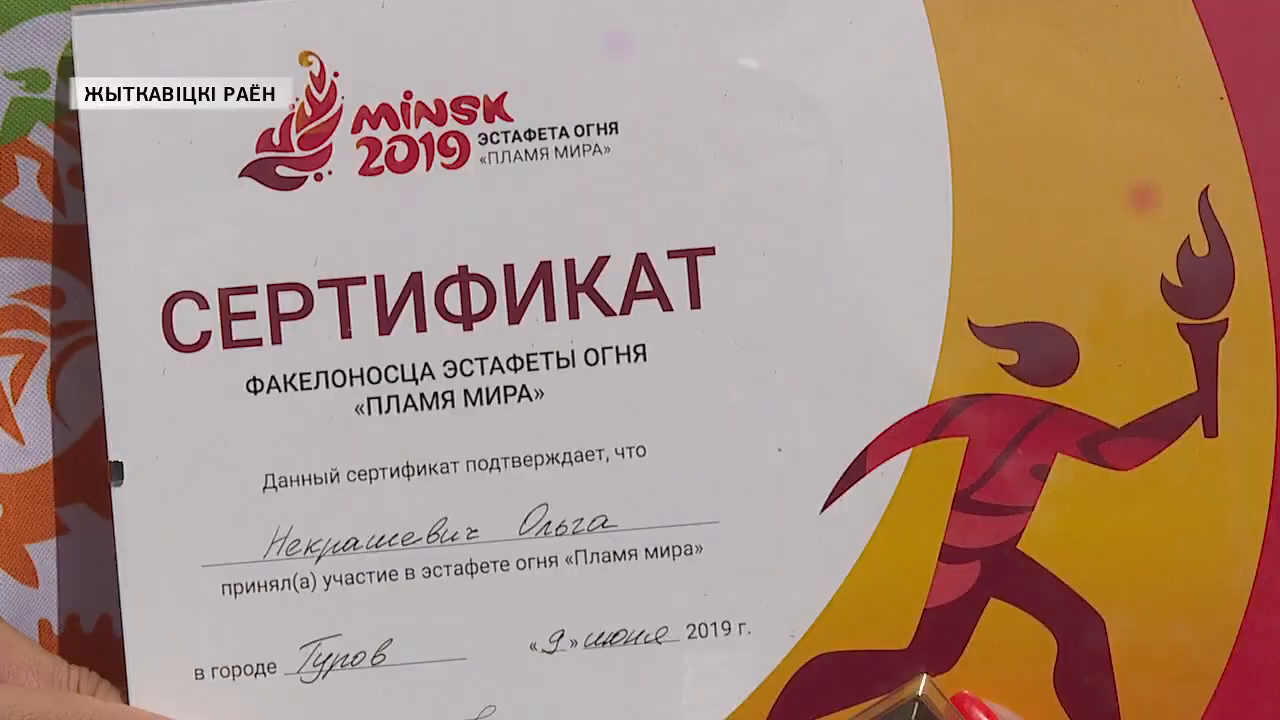 ЖЫТКАВІЦКІ РАЁН
MINSK
2019
ЭСТАФЕТА ОГНЯ
«ПЛАМЯ МИРА»
СЕРТИФИКАТ
ФАКЕЛОНОСЦА ЭСТАФЕТЫ ОГНЯ
«ПЛАМЯ МИРА»
Данный сертификат подтверждает, что
Некрашевич Ольга
принял(а) участие в эстафете огня «Пламя мира»
в городе Туров «9» июня 2019 г.